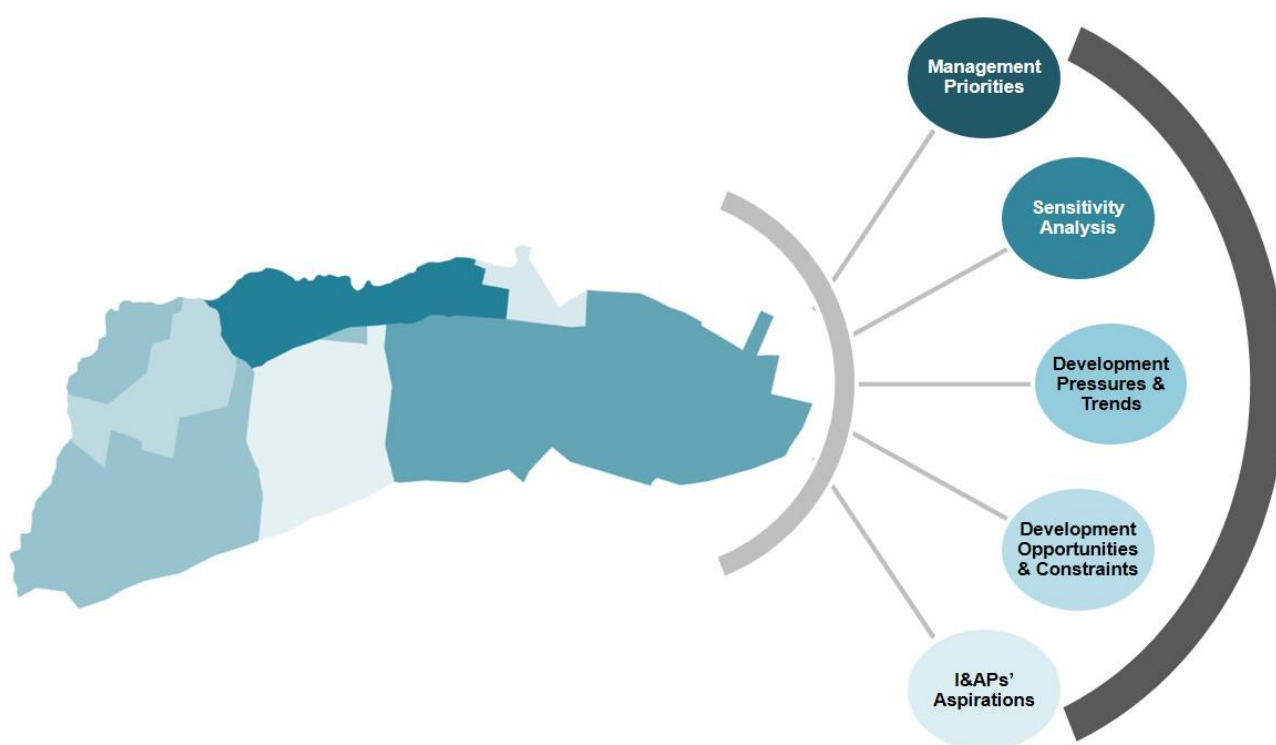 Management
Priorities
Sensitivity
Analysis
Development
Pressures &
Trends
Development
Opportunities
& Constraints
I&APs’
Aspirations